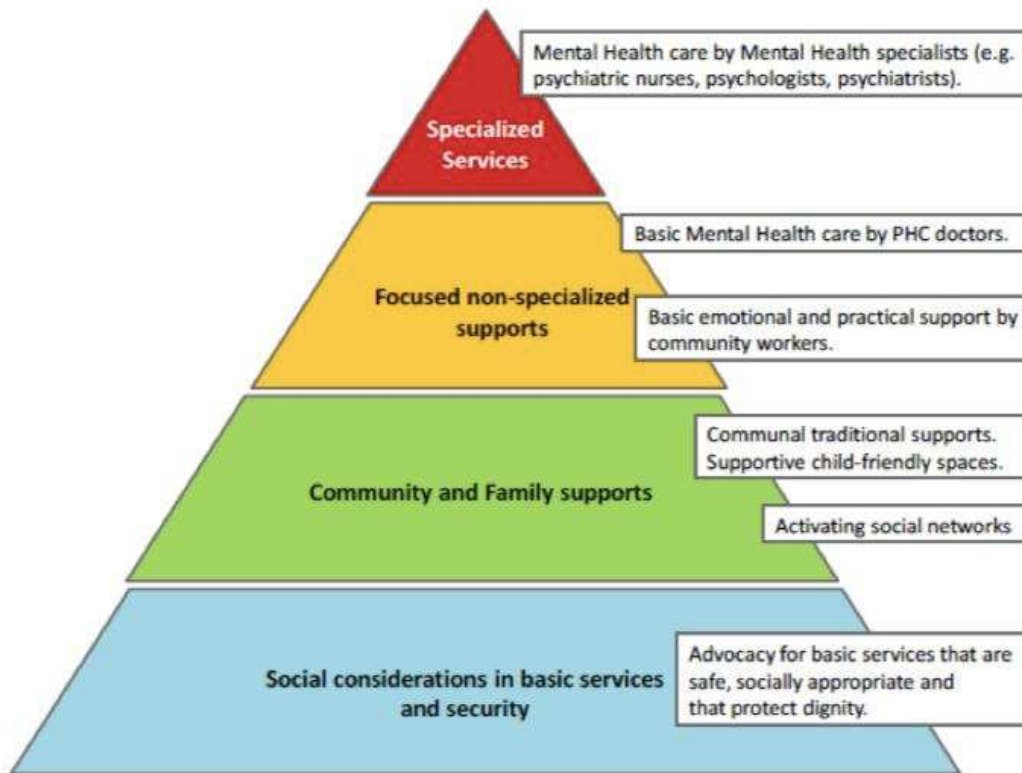 Mental Health care by Mental Health specialists (e.g.
psychiatric nurses, psychologists, psychiatrists).
Specialized
Services
Basic Mental Health care by PHC doctors.
Focused non-specialized
supports
Basic emotional and practical support by
community workers.
Communal traditional supports.
Supportive child-friendly spaces.
Community and Family supports
Activating social networks
Social considerations in basic services
and security
Advocacy for basic services that are
safe, socially appropriate and
that protect dignity.